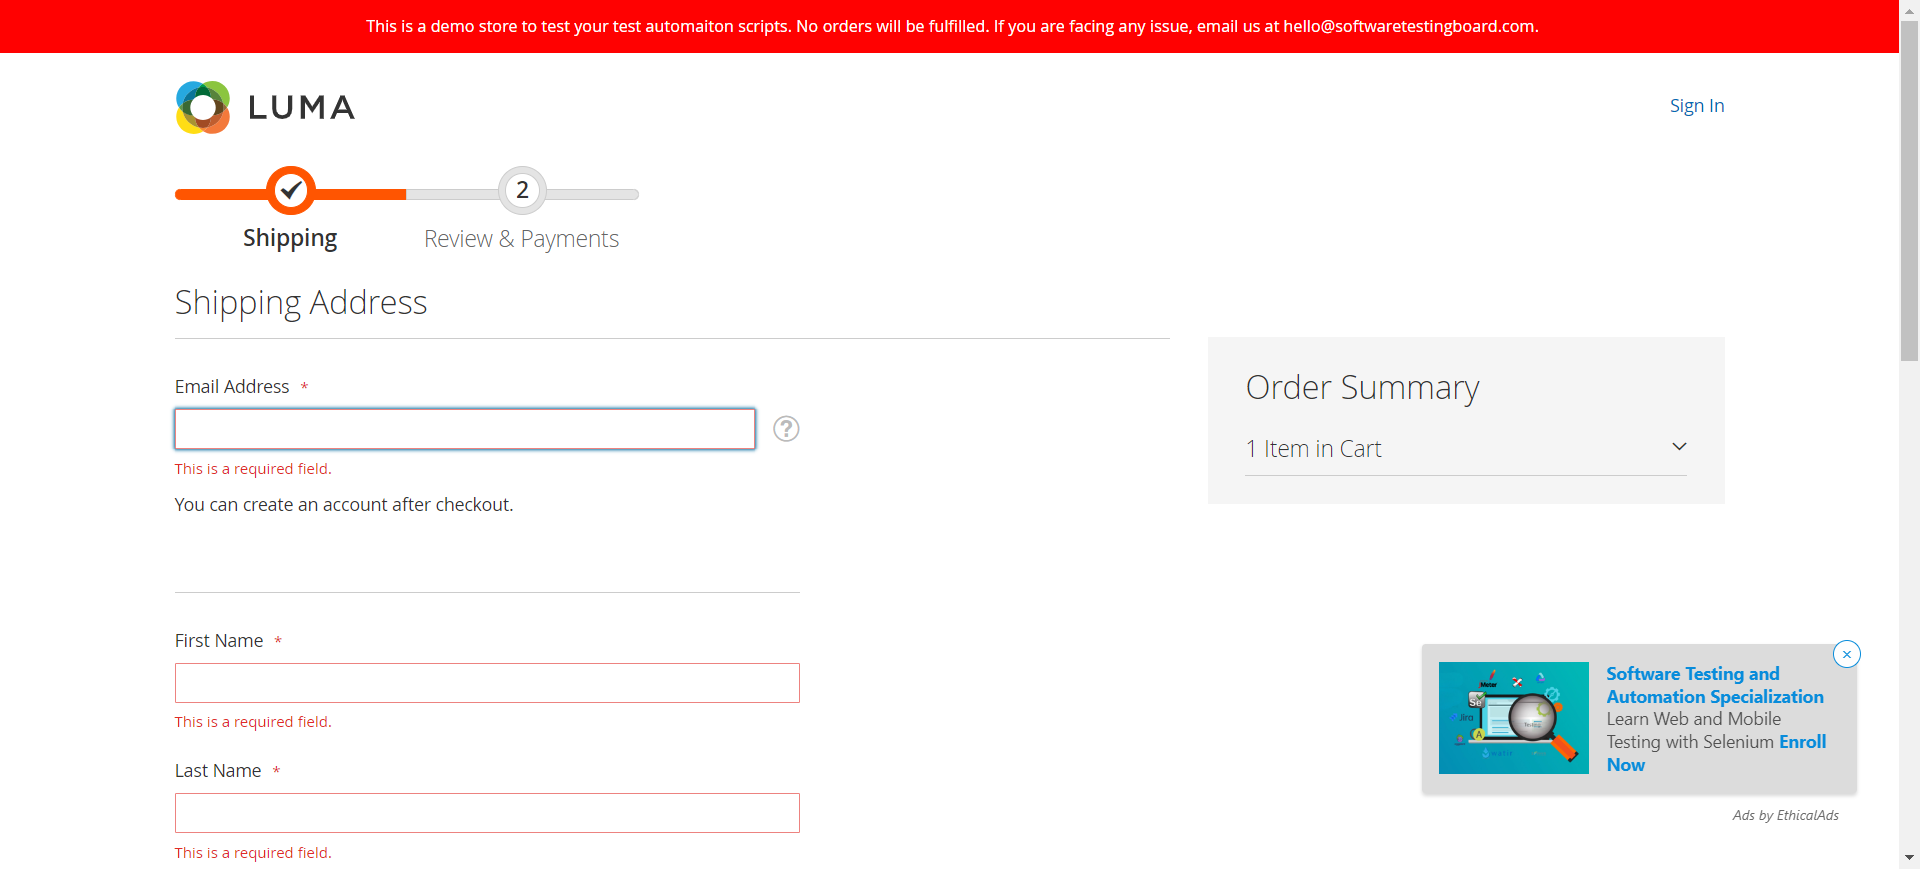 This is a demo store to test your test automaiton scripts. No orders will be fulfilled. If you are facing any issue, email us at hello@softwaretestingboard.com.
LUMA
Sign In
2
Shipping
Review & Payments
Shipping Address
Email Address *
?
This is a required field.
You can create an account after checkout.
First Name *
This is a required field.
Last Name *
This is a required field.
Order Summary
1 Item in Cart
Software Testing and
Automation Specialization
Learn Web and Mobile
Testing with Selenium Enroll
Now
Se
Jira
Ads by EthicalAds